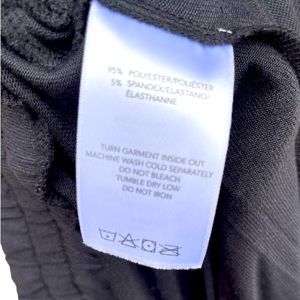 95% POLYESTER/POLIÉSTER
5% SPANDEX/ELASTANO/
ÉLASTHANNE
TURN GARMENT INSIDE OUT
MACHINE WASH COLD SEPARATELY
DO NOT BLEACH
TUMBLE DRY LOW
DO NOT IRON